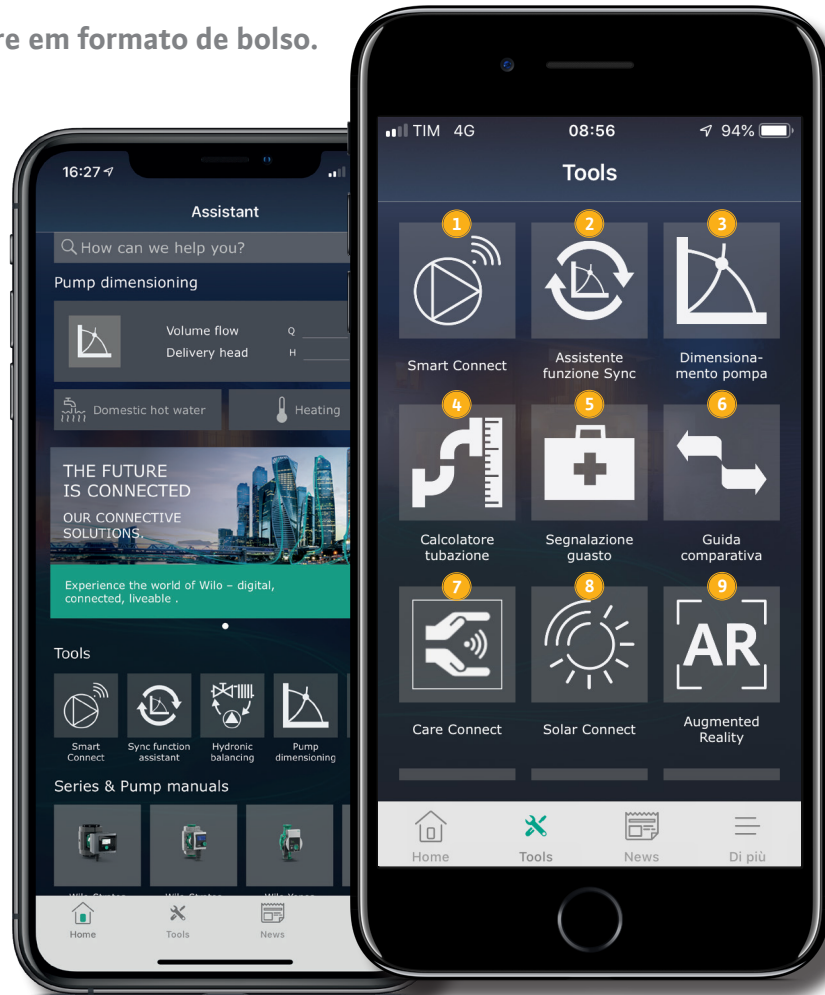 re em formato de bolso.
16:27
Assistant
How can we help you?
Pump dimensioning
Volume flow Q
Delivery head H
Domestic hot water
Heating
THE FUTURE
IS CONNECTED
OUR CONNECTIVE
SOLUTIONS.
Experience the world of Wilo – digital,
connected, liveable .
Tools
Smart
Connect
Sync function
assistant
Hydronic
balancing
Pump
dimensioning
Series & Pump manuals
Home
Tools
News
TIM 4G 08:56 94%
Tools
1
Smart Connect
2
Assistente
funzione Sync
3
Dimensiona-
mento pompa
4
Calcolatore
tubazione
5
Segnalazione
guasto
6
Guida
comparativa
7
Care Connect
8
Solar Connect
9
AR
Augmented
Reality
Home
Tools
News
Di più